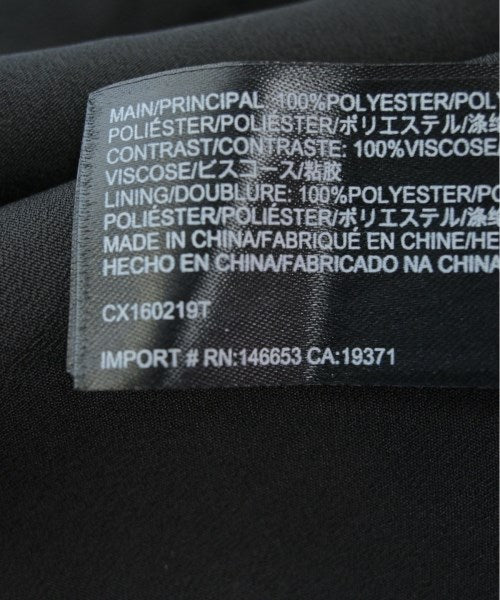 MAIN/PRINCIPAL 100%POLYESTER/POLY
POLIÉSTER/POLIESTER/ポリエステル/涤纶
CONTRAST/CONTRASTE: 100%VISCOSE/
VISCOSE/ビスコース/粘胶
LINING/DOUBLURE: 100%POLYESTER/PO
POLIÉSTER/POLIESTER/ポリエステル/涤
MADE IN CHINA/FABRIQUÉ EN CHINE/HE
HECHO EN CHINA/FABRICADO NA CHINA
CX160219T
IMPORT # RN:146653 CA:19371